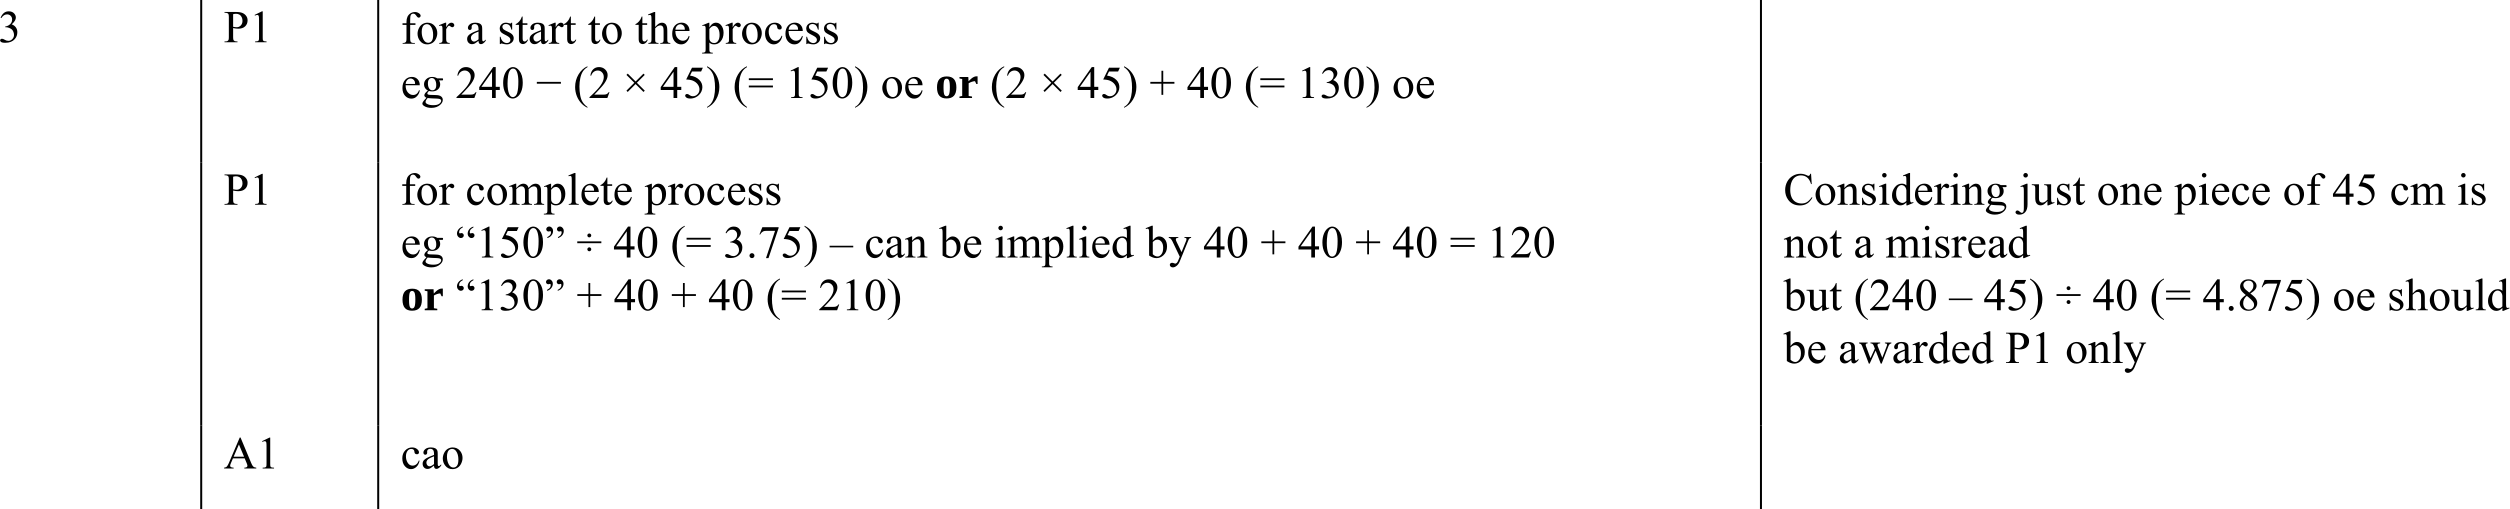 3 P1 for a start to the process
eg 240 − (2 × 45) (= 150) oe or (2 × 45) + 40 (= 130) oe
P1 for complete process Considering just one piece of 45 cm is
eg “150” ÷ 40 (= 3.75) – can be implied by 40 + 40 + 40 = 120 not a misread
or “130” + 40 + 40 (= 210) but (240 – 45) ÷ 40 (= 4.875) oe should
be awarded P1 only
A1 cao